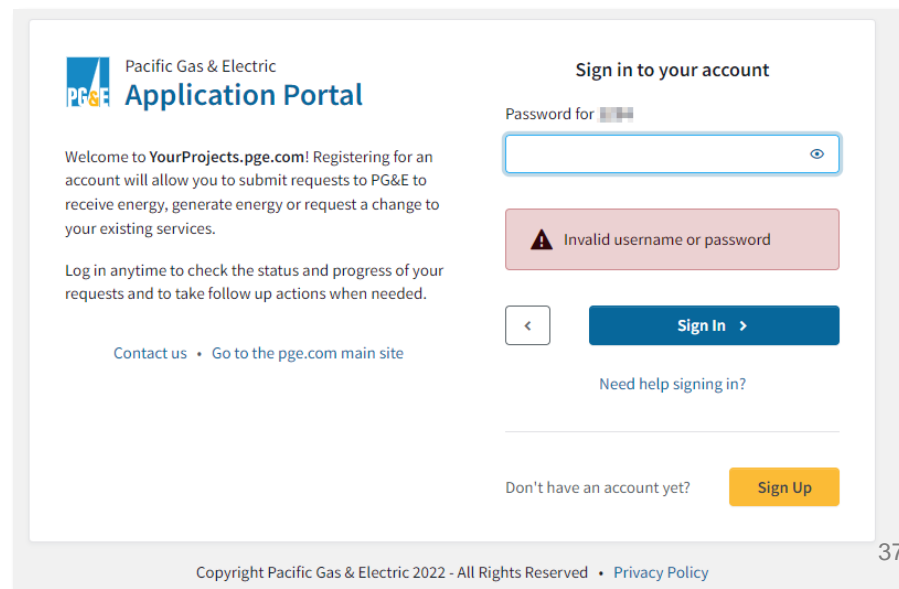 Pacific Gas & Electric
PG&E Application Portal
Welcome to YourProjects.pge.com! Registering for an
account will allow you to submit requests to PG&E to
receive energy, generate energy or request a change to
your existing services.
Log in anytime to check the status and progress of your
requests and to take follow up actions when needed.
Contact us • Go to the pge.com main site
Sign in to your account
Password for
Invalid username or password
Sign In
Need help signing in?
Don't have an account yet?
Sign Up
37
Copyright Pacific Gas & Electric 2022 - All Rights Reserved • Privacy Policy